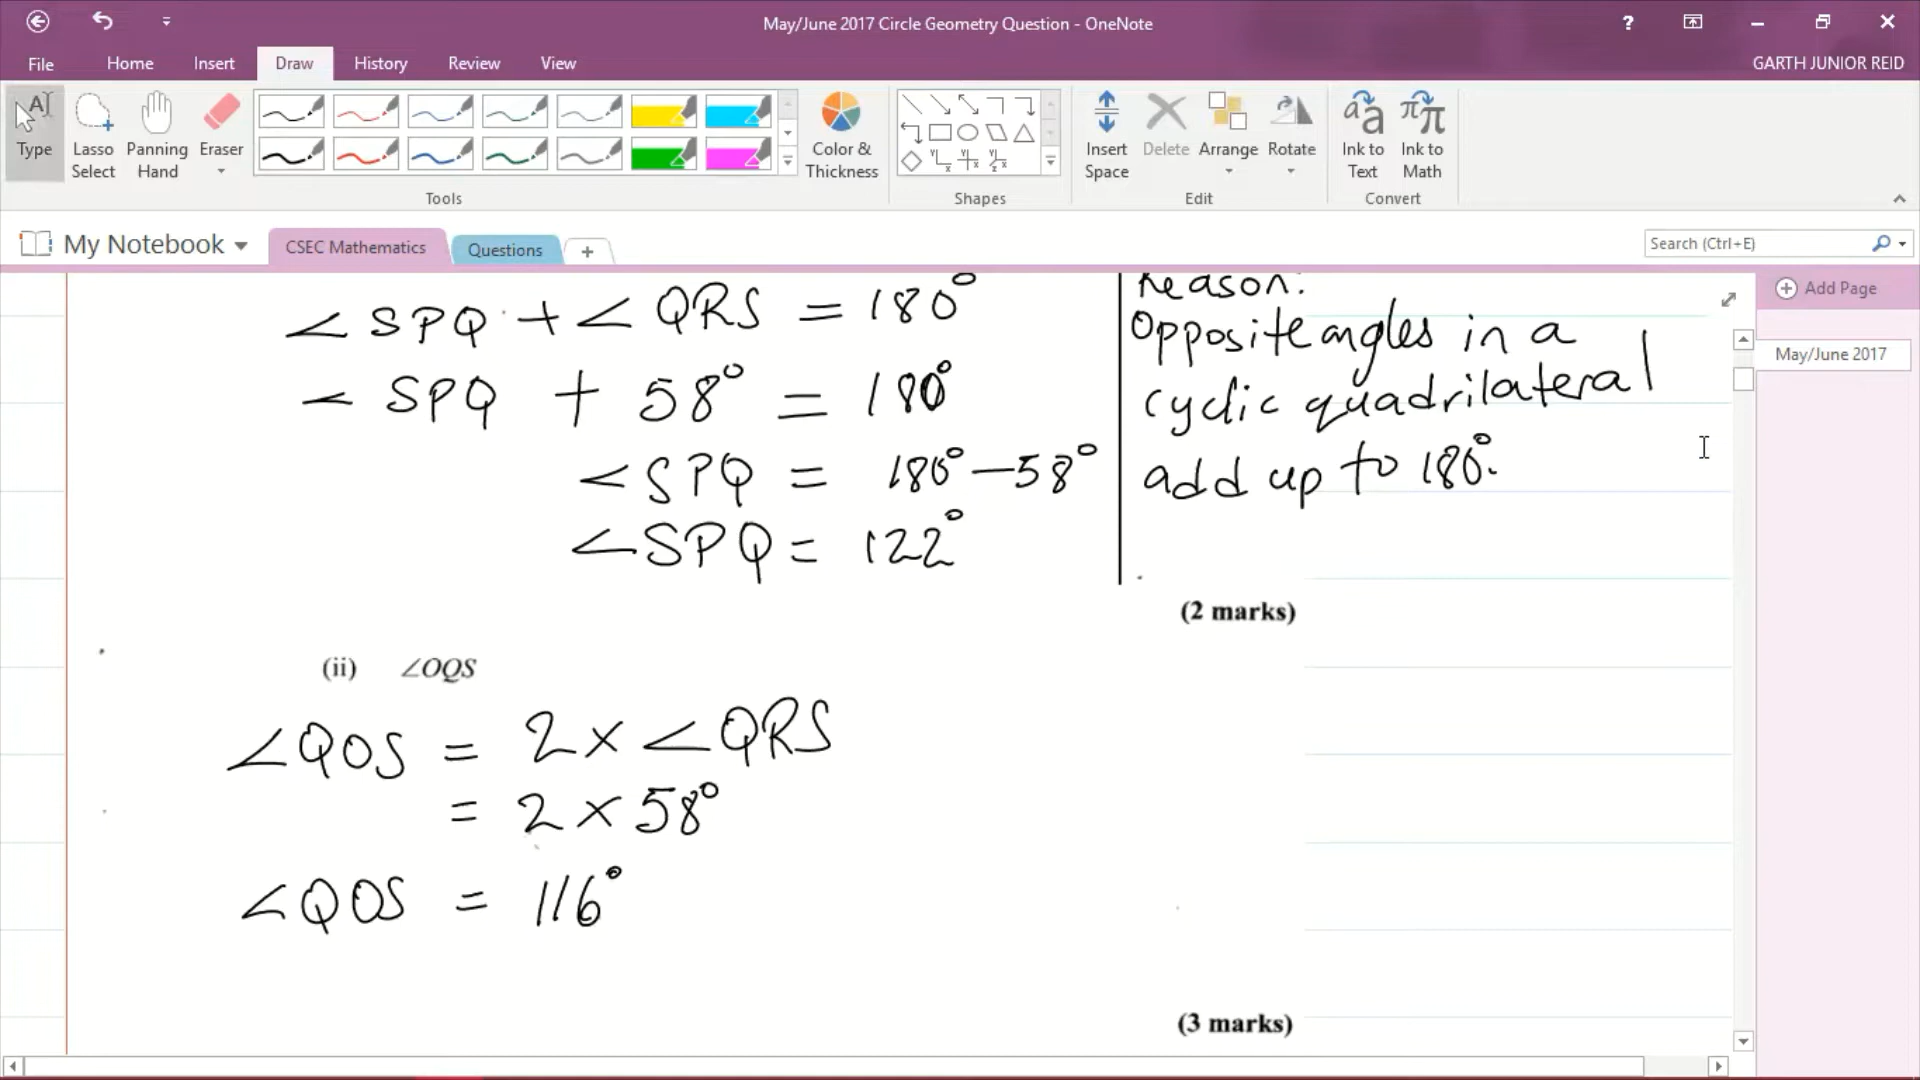 May/June 2017 Circle Geometry Question - OneNote
?
File Home Insert Draw History Review View
GARTH JUNIOR REID
Type
Lasso Select
Panning Hand
Eraser
Color & Thickness
Insert Space
Delete
Arrange
Rotate
Ink to Text
Ink to Math
Tools
Shapes
Edit
Convert
My Notebook
CSEC Mathematics
Questions
+
Search (Ctrl+E)
Add Page
May/June 2017
∠SPQ + ∠QRS = 180°
∠SPQ + 58° = 180°
∠SPQ = 180° - 58°
∠SPQ = 122°
Reason:
Opposite angles in a
cyclic quadrilateral
add up to 180°.
(2 marks)
(ii) ∠OQS
∠QOS = 2 × ∠QRS
= 2 × 58°
∠QOS = 116°
(3 marks)